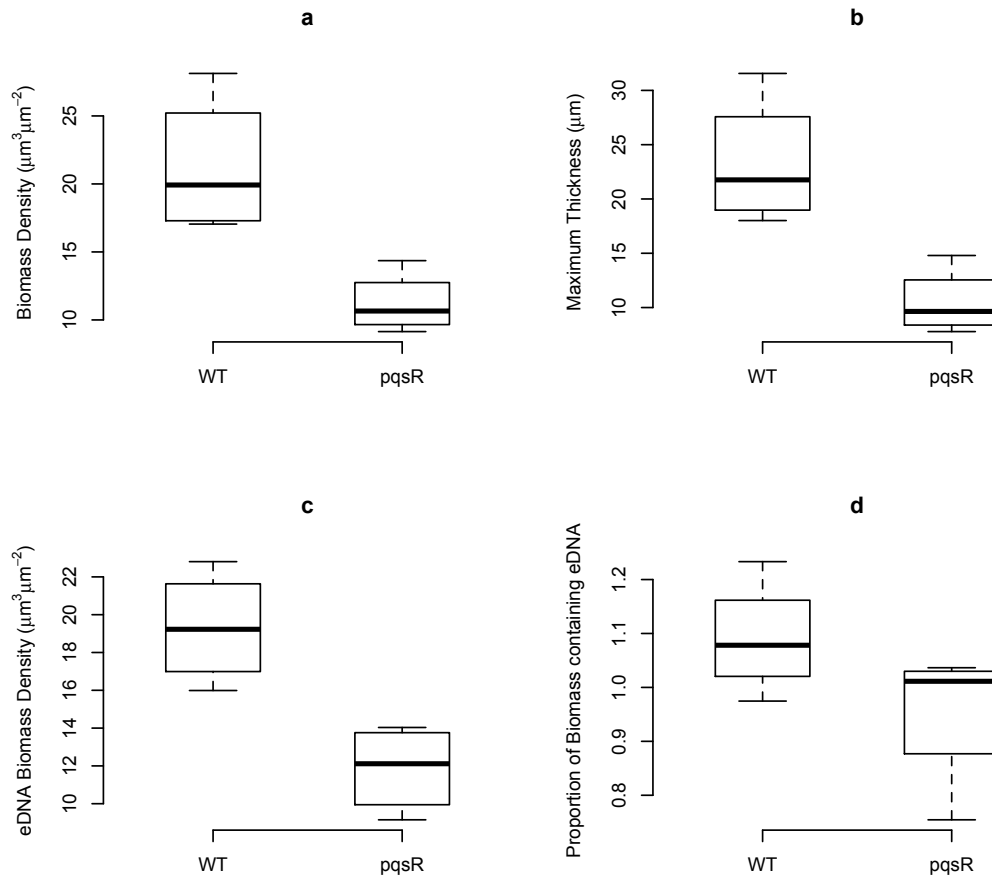 a
Biomass Density (μm³μm⁻²)
25
20
15
10
WT
pqsR
b
Maximum Thickness (μm)
30
25
20
15
10
WT
pqsR
c
eDNA Biomass Density (μm³μm⁻²)
22
20
18
16
14
12
10
WT
pqsR
d
Proportion of Biomass containing eDNA
1.2
1.1
1.0
0.9
0.8
WT
pqsR